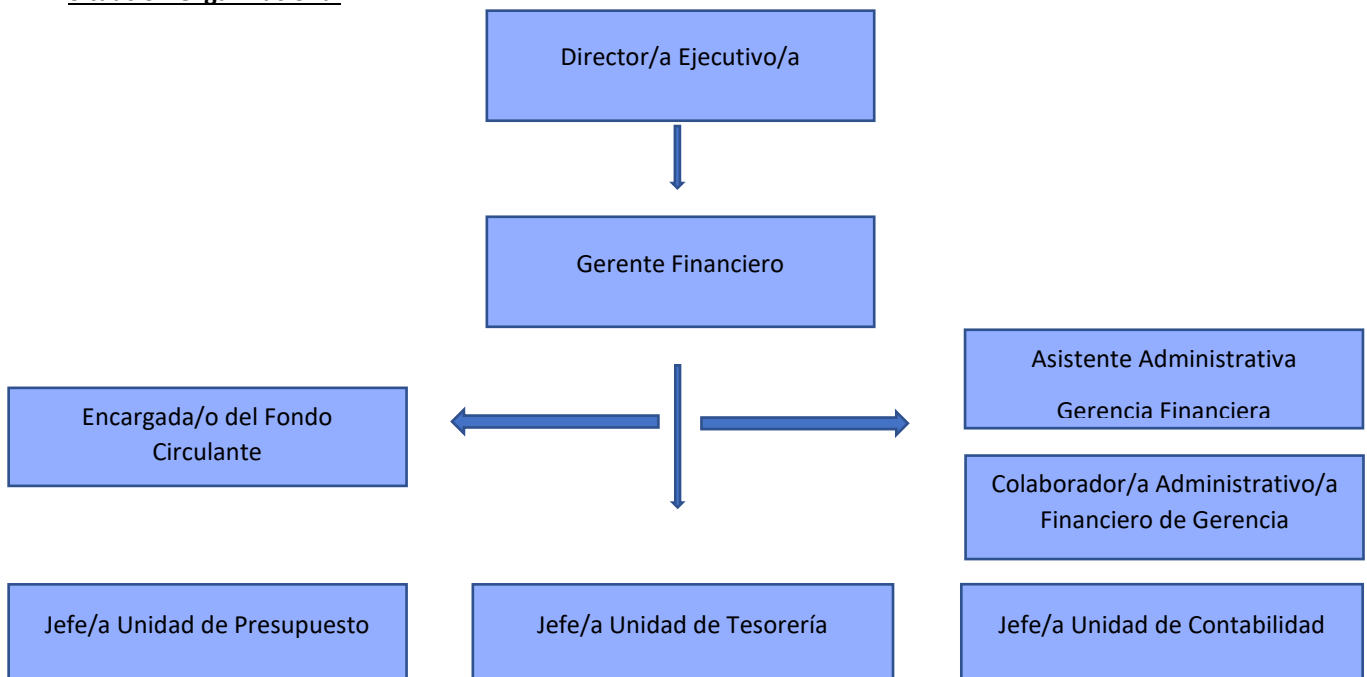 Director/a Ejecutivo/a
Gerente Financiero
Asistente Administrativa
Gerencia Financiera
Encargada/o del Fondo
Circulante
Colaborador/a Administrativo/a
Financiero de Gerencia
Jefe/a Unidad de Presupuesto
Jefe/a Unidad de Tesorería
Jefe/a Unidad de Contabilidad